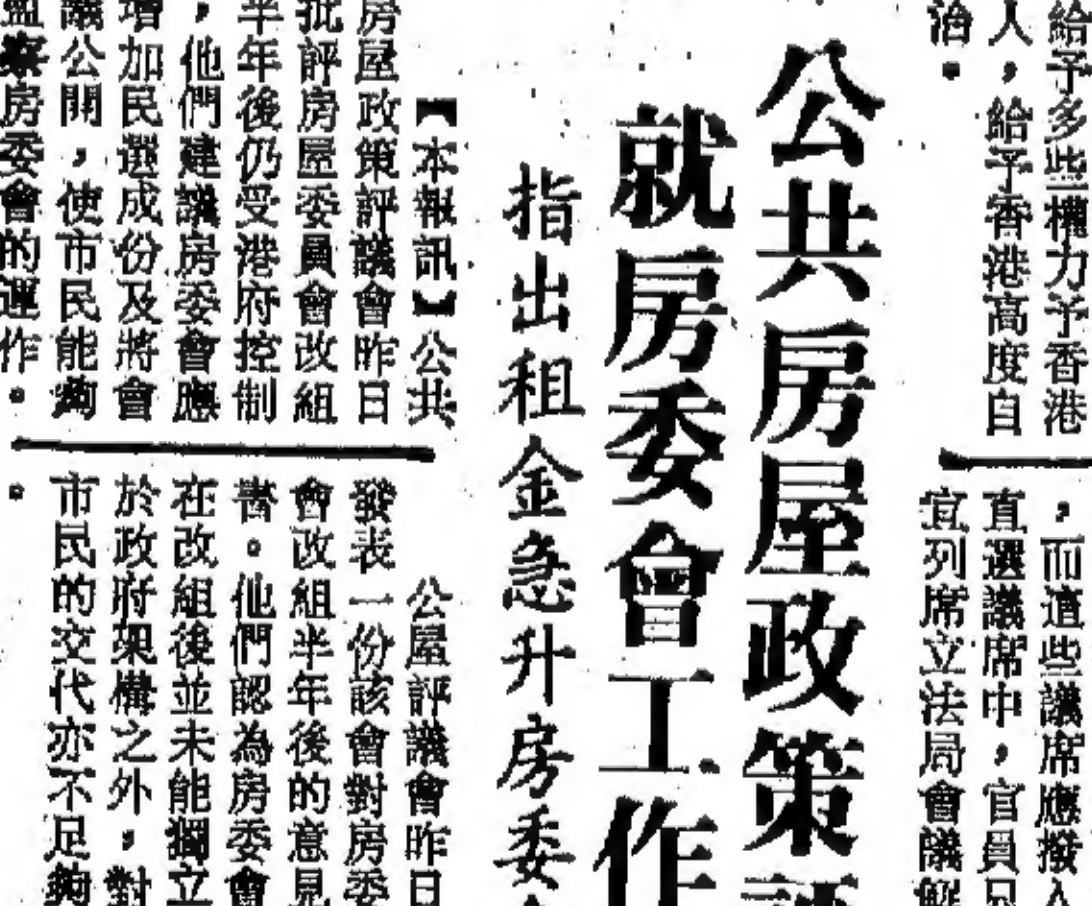 給予多些權力予香港
人，給予香港高度自
治。
，而這些議席應撥入
直選議席中，官員只
宜列席立法局會議解
公共房屋政策評
就房委會工作
指出租金急升房委
【本報訊】公共
房屋政策評議會昨日
批評房屋委員會改組
半年後仍受港府控制
，他們建議房委會應
增加民選成份及將會
議公開，使市民能夠
監察房委會的運作。
公屋評議會昨日
發表一份該會對房委
會改組半年後的意見
書。他們認為房委會
在改組後並未能獨立
於政府架構之外，對
市民的交代亦不足夠
。